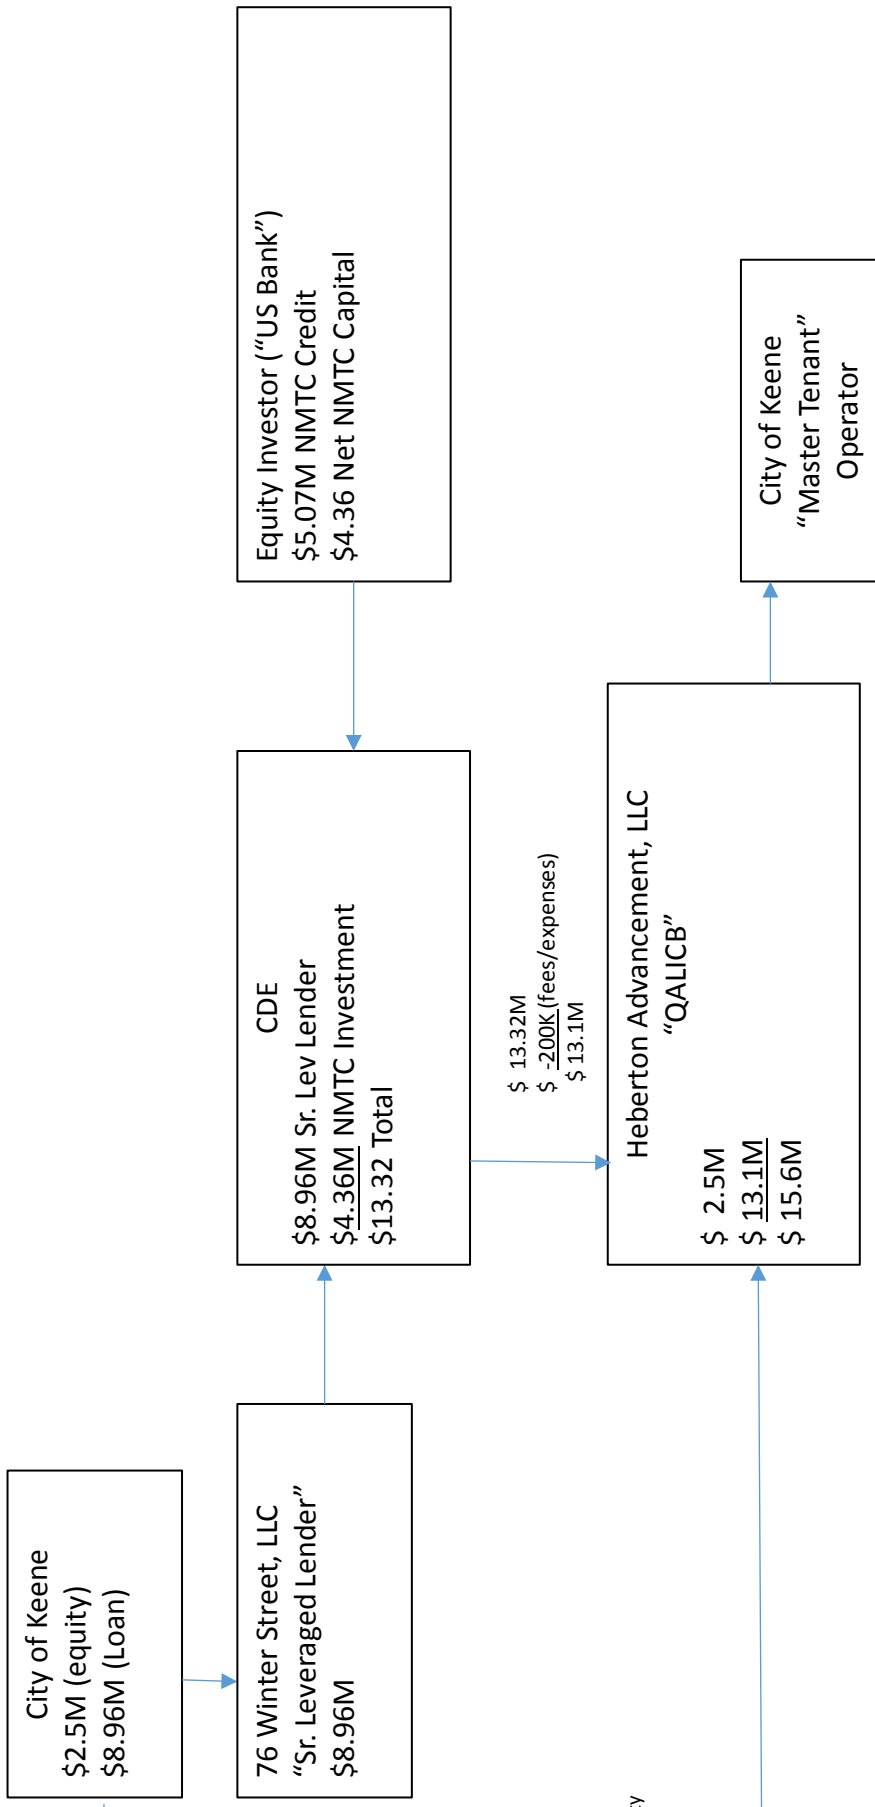 City of Keene
$2.5M (equity)
$8.96M (Loan)
76 Winter Street, LLC
“Sr. Leveraged Lender”
$8.96M
CDE
$8.96M Sr. Lev Lender
$4.36M NMTC Investment
$13.32 Total
Equity Investor (“US Bank”)
$5.07M NMTC Credit
$4.36 Net NMTC Capital
$ 13.32M
$ -200K (fees/expenses)
$ 13.1M
Heberton Advancement, LLC
“QALICB”
$ 2.5M
$ 13.1M
$ 15.6M
City of Keene
“Master Tenant”
Operator